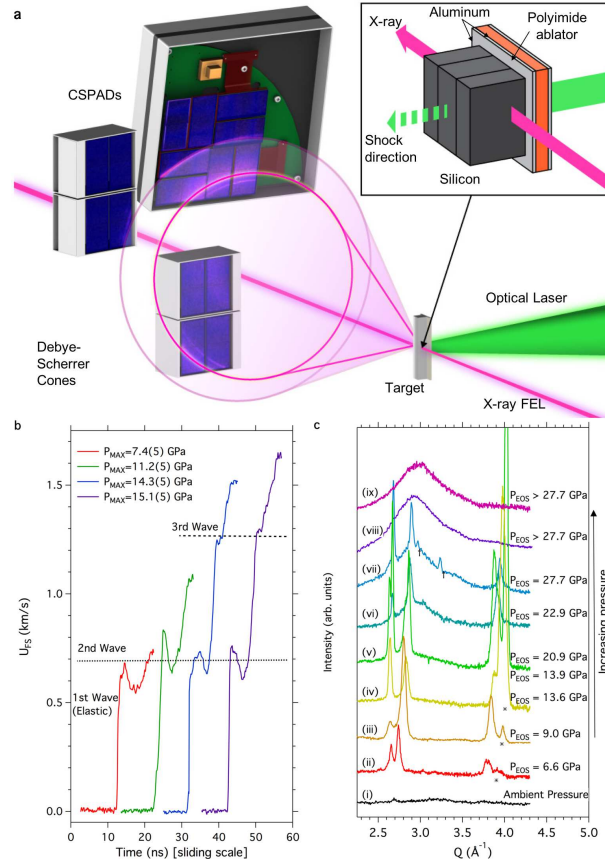 a
CSPADs
Debye-
Scherrer
Cones
Target
X-ray FEL
Optical Laser
Aluminum
Polyimide
ablator
X-ray
Shock
direction
Silicon
b
P_MAX=7.4(5) GPa
P_MAX=11.2(5) GPa
P_MAX=14.3(5) GPa
P_MAX=15.1(5) GPa
3rd Wave
2nd Wave
1st Wave
(Elastic)
U_FS (km/s)
1.5
1.0
0.5
0.0
0 10 20 30 40 50 60
Time (ns) [sliding scale]
c
(ix)
P_EOS > 27.7 GPa
(viii)
P_EOS > 27.7 GPa
(vii)
†
†
P_EOS = 27.7 GPa
(vi)
P_EOS = 22.9 GPa
(v)
P_EOS = 20.9 GPa
P_EOS = 13.9 GPa
(iv)
P_EOS = 13.6 GPa
*
(iii)
P_EOS = 9.0 GPa
*
(ii)
P_EOS = 6.6 GPa
*
(i)
Ambient Pressure
Intensity (arb. units)
Increasing pressure
2.5 3.0 3.5 4.0 4.5 5.0
Q (Å⁻¹)